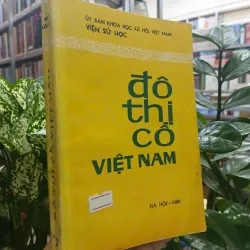 ỦY BAN KHOA HỌC XÃ HỘI VIỆT NAM
VIỆN SỬ HỌC
đô
thị
cổ
VIỆT NAM
HÀ NỘI - 1989